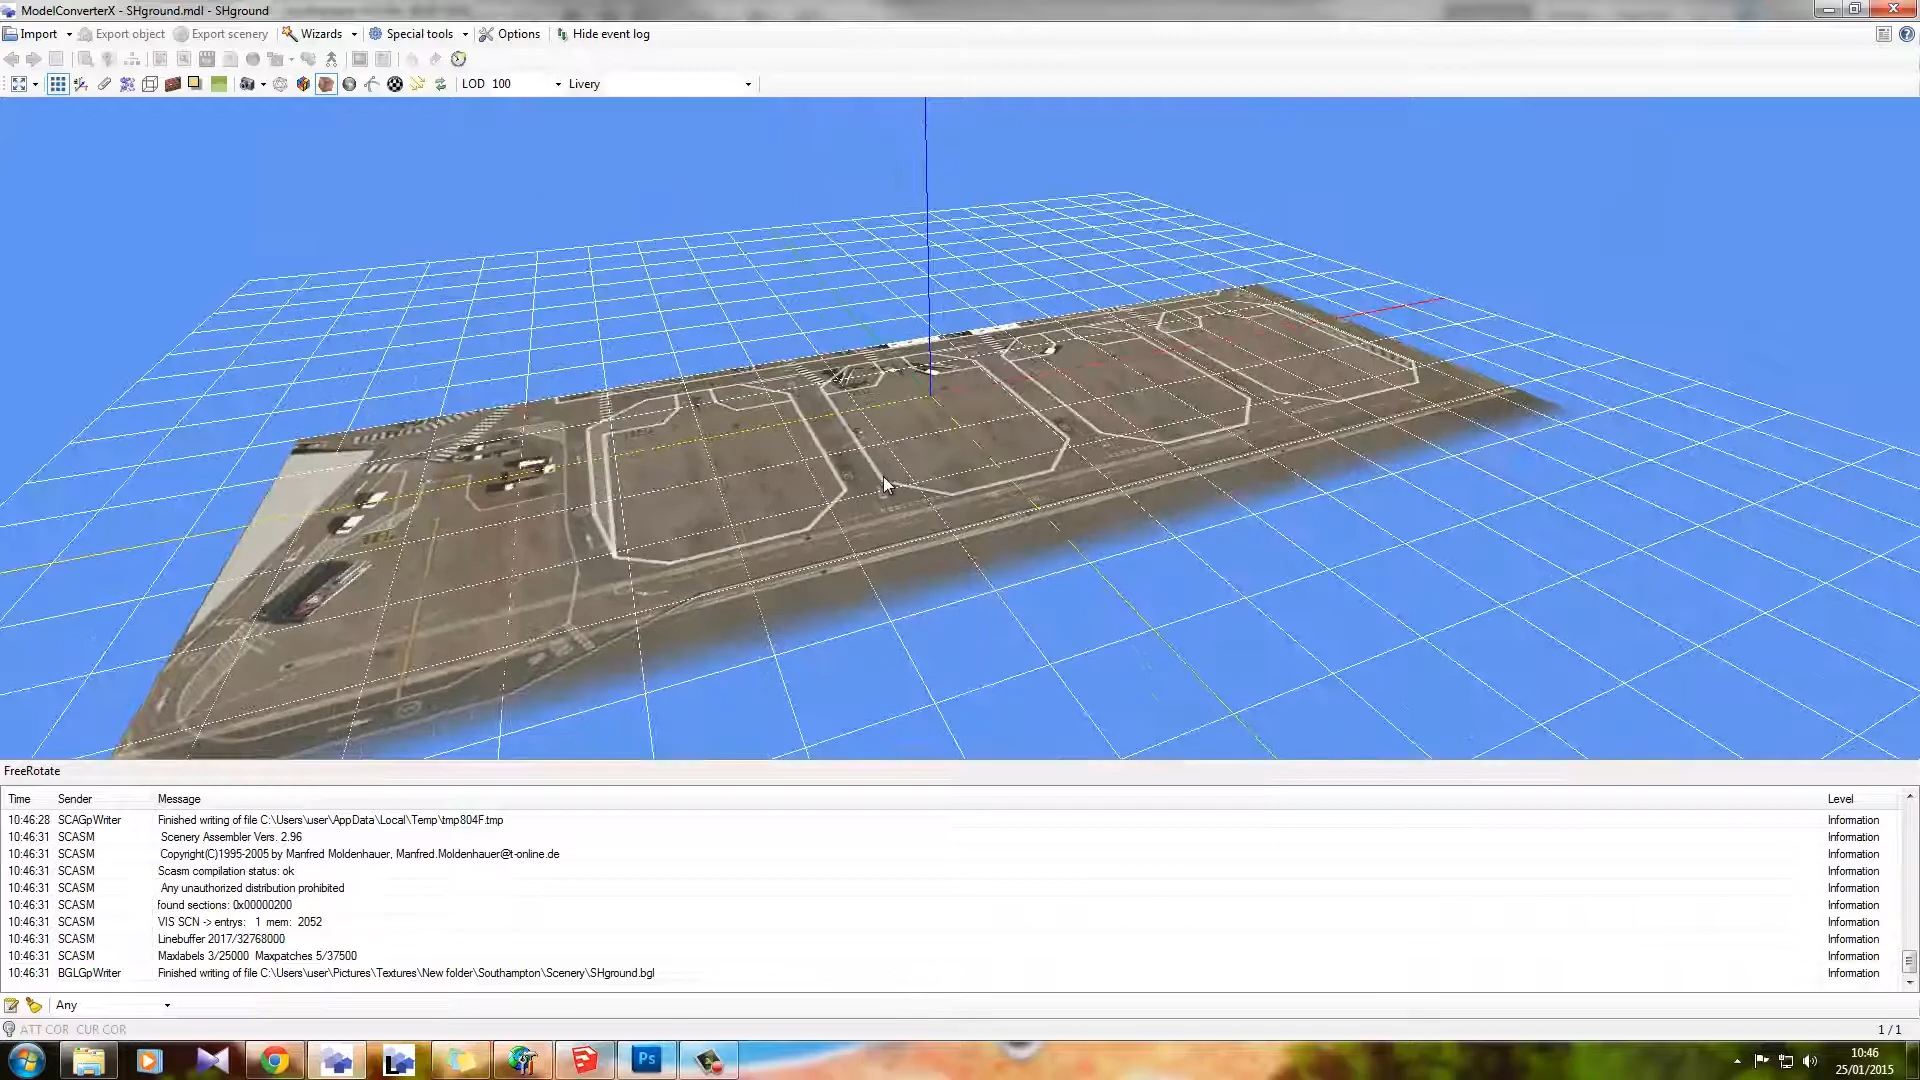 ModelConverterX - SHground.mdl - SHground
Import Export object Export scenery Wizards Special tools Options Hide event log
LOD 100 Livery
FreeRotate
Time Sender Message Level
10:46:28 SCAGpWriter Finished writing of file C:\Users\user\AppData\Local\Temp\tmp804F.tmp Information
10:46:31 SCASM Scenery Assembler Vers. 2.96 Information
10:46:31 SCASM Copyright(C)1995-2005 by Manfred Moldenhauer, Manfred.Moldenhauer@t-online.de Information
10:46:31 SCASM Scasm compilation status: ok Information
10:46:31 SCASM Any unauthorized distribution prohibited Information
10:46:31 SCASM found sections: 0x00000200 Information
10:46:31 SCASM VIS SCN -> entrys: 1 mem: 2052 Information
10:46:31 SCASM Linebuffer 2017/32768000 Information
10:46:31 SCASM Maxlabels 3/25000 Maxpatches 5/37500 Information
10:46:31 BGLGpWriter Finished writing of file C:\Users\user\Pictures\Textures\New folder\Southampton\Scenery\SHground.bgl Information
Any
ATT COR CUR COR 1 / 1
Ps
10:46
25/01/2015